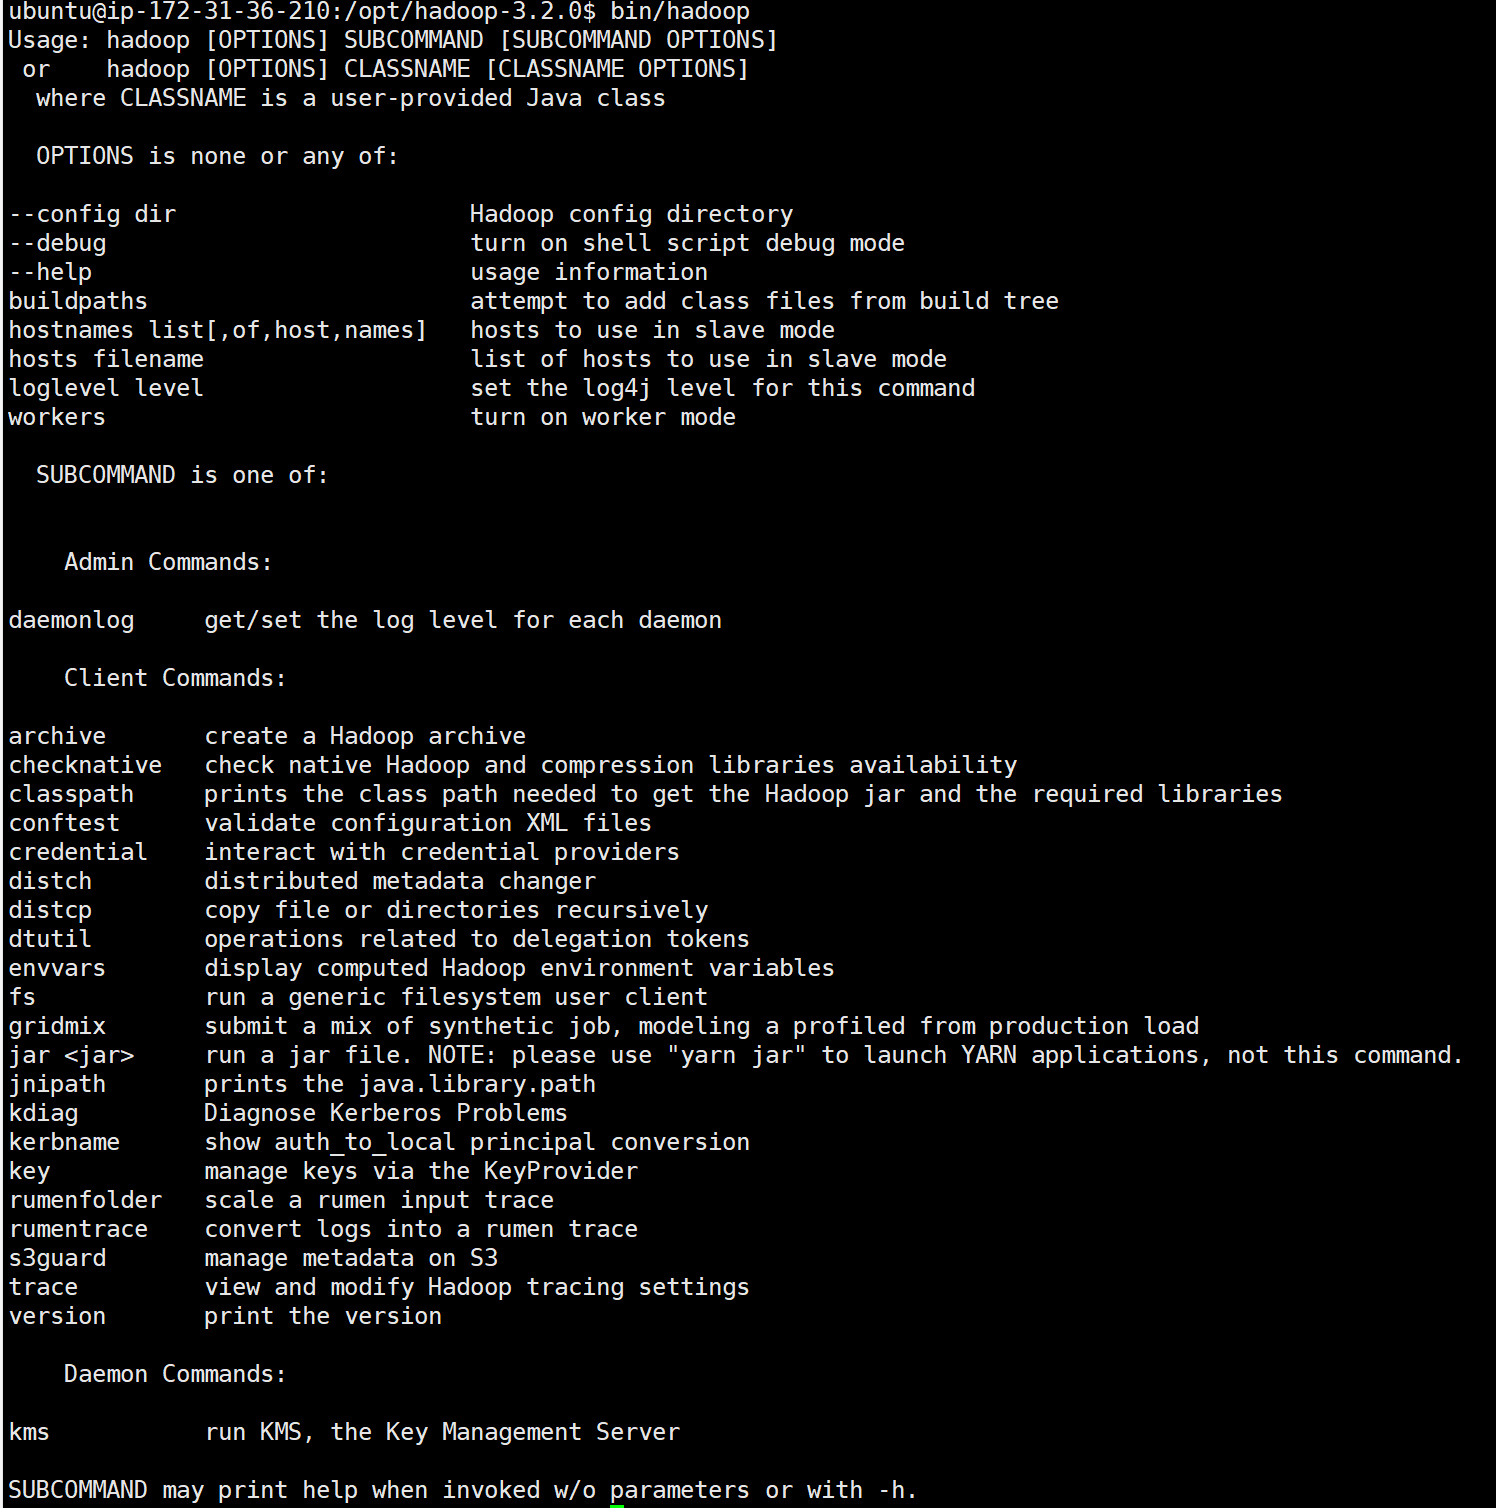 ubuntu@ip-172-31-36-210:/opt/hadoop-3.2.0$ bin/hadoop
Usage: hadoop [OPTIONS] SUBCOMMAND [SUBCOMMAND OPTIONS]
 or    hadoop [OPTIONS] CLASSNAME [CLASSNAME OPTIONS]
  where CLASSNAME is a user-provided Java class

  OPTIONS is none or any of:

--config dir                     Hadoop config directory
--debug                          turn on shell script debug mode
--help                           usage information
buildpaths                       attempt to add class files from build tree
hostnames list[,of,host,names]   hosts to use in slave mode
hosts filename                   list of hosts to use in slave mode
loglevel level                   set the log4j level for this command
workers                          turn on worker mode

  SUBCOMMAND is one of:


    Admin Commands:

daemonlog     get/set the log level for each daemon

    Client Commands:

archive       create a Hadoop archive
checknative   check native Hadoop and compression libraries availability
classpath     prints the class path needed to get the Hadoop jar and the required libraries
conftest      validate configuration XML files
credential    interact with credential providers
distch        distributed metadata changer
distcp        copy file or directories recursively
dtutil        operations related to delegation tokens
envvars       display computed Hadoop environment variables
fs            run a generic filesystem user client
gridmix       submit a mix of synthetic job, modeling a profiled from production load
jar <jar>     run a jar file. NOTE: please use "yarn jar" to launch YARN applications, not this command.
jnipath       prints the java.library.path
kdiag         Diagnose Kerberos Problems
kerbname      show auth_to_local principal conversion
key           manage keys via the KeyProvider
rumenfolder   scale a rumen input trace
rumentrace    convert logs into a rumen trace
s3guard       manage metadata on S3
trace         view and modify Hadoop tracing settings
version       print the version

    Daemon Commands:

kms           run KMS, the Key Management Server

SUBCOMMAND may print help when invoked w/o parameters or with -h.